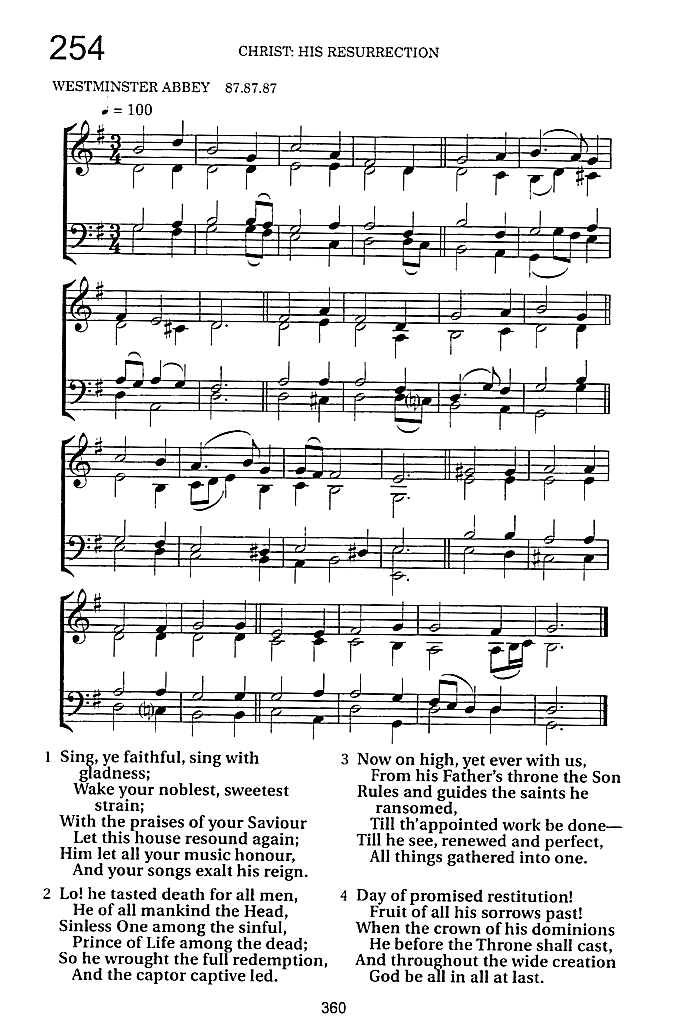 254
CHRIST: HIS RESURRECTION
WESTMINSTER ABBEY 87.87.87
♩ = 100
1 Sing, ye faithful, sing with
gladness;
Wake your noblest, sweetest
strain;
With the praises of your Saviour
Let this house resound again;
Him let all your music honour,
And your songs exalt his reign.
2 Lo! he tasted death for all men,
He of all mankind the Head,
Sinless One among the sinful,
Prince of Life among the dead;
So he wrought the full redemption,
And the captor captive led.
3 Now on high, yet ever with us,
From his Father's throne the Son
Rules and guides the saints he
ransomed,
Till th'appointed work be done—
Till he see, renewed and perfect,
All things gathered into one.
4 Day of promised restitution!
Fruit of all his sorrows past!
When the crown of his dominions
He before the Throne shall cast,
And throughout the wide creation
God be all in all at last.
360